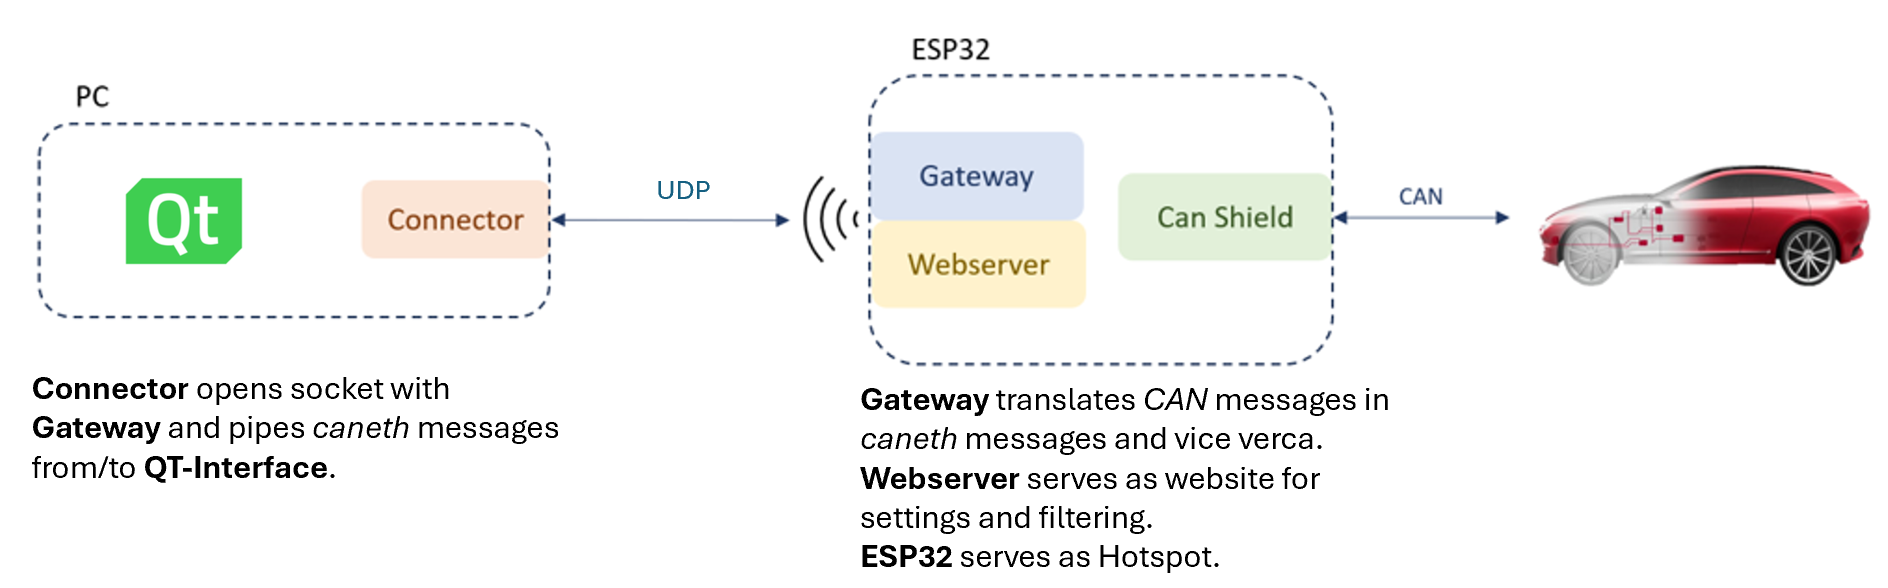 PC
Qt
Connector
UDP
ESP32
Gateway
Webserver
Can Shield
CAN
Connector opens socket with
Gateway and pipes caneth messages
from/to QT-Interface.
Gateway translates CAN messages in
caneth messages and vice verca.
Webserver serves as website for
settings and filtering.
ESP32 serves as Hotspot.